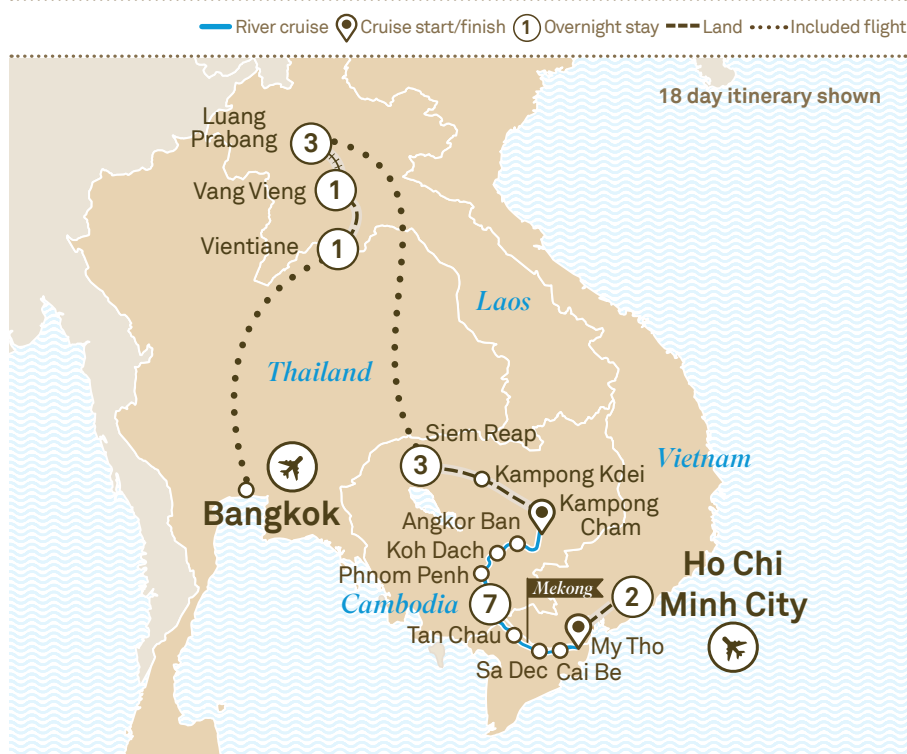 River cruise Cruise start/finish 1 Overnight stay Land Included flight
18 day itinerary shown
Luang
Prabang
3
Vang Vieng 1
Vientiane 1
Laos
Thailand
Siem Reap
3
Kampong Kdei
Vietnam
Bangkok
Kampong
Cham
Angkor Ban
Koh Dach
Phnom Penh
Ho Chi
Minh City
Mekong
2
Cambodia 7
Tan Chau
My Tho
Sa Dec Cai Be